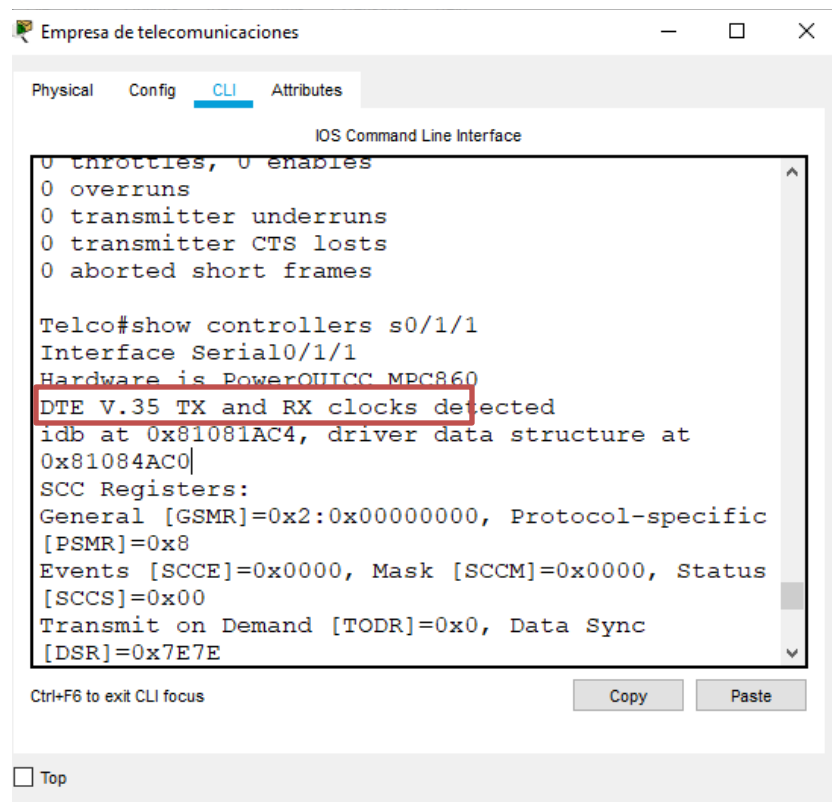 Empresa de telecomunicaciones
Physical Config CLI Attributes
IOS Command Line Interface
0 throttles, 0 enables
0 overruns
0 transmitter underruns
0 transmitter CTS losts
0 aborted short frames
Telco#show controllers s0/1/1
Interface Serial0/1/1
Hardware is PowerQUICC MPC860
DTE V.35 TX and RX clocks detected
idb at 0x81081AC4, driver data structure at
0x81084AC0
SCC Registers:
General [GSMR]=0x2:0x00000000, Protocol-specific
[PSMR]=0x8
Events [SCCE]=0x0000, Mask [SCCM]=0x0000, Status
[SCCS]=0x00
Transmit on Demand [TODR]=0x0, Data Sync
[DSR]=0x7E7E
Ctrl+F6 to exit CLI focus
Copy Paste
Top